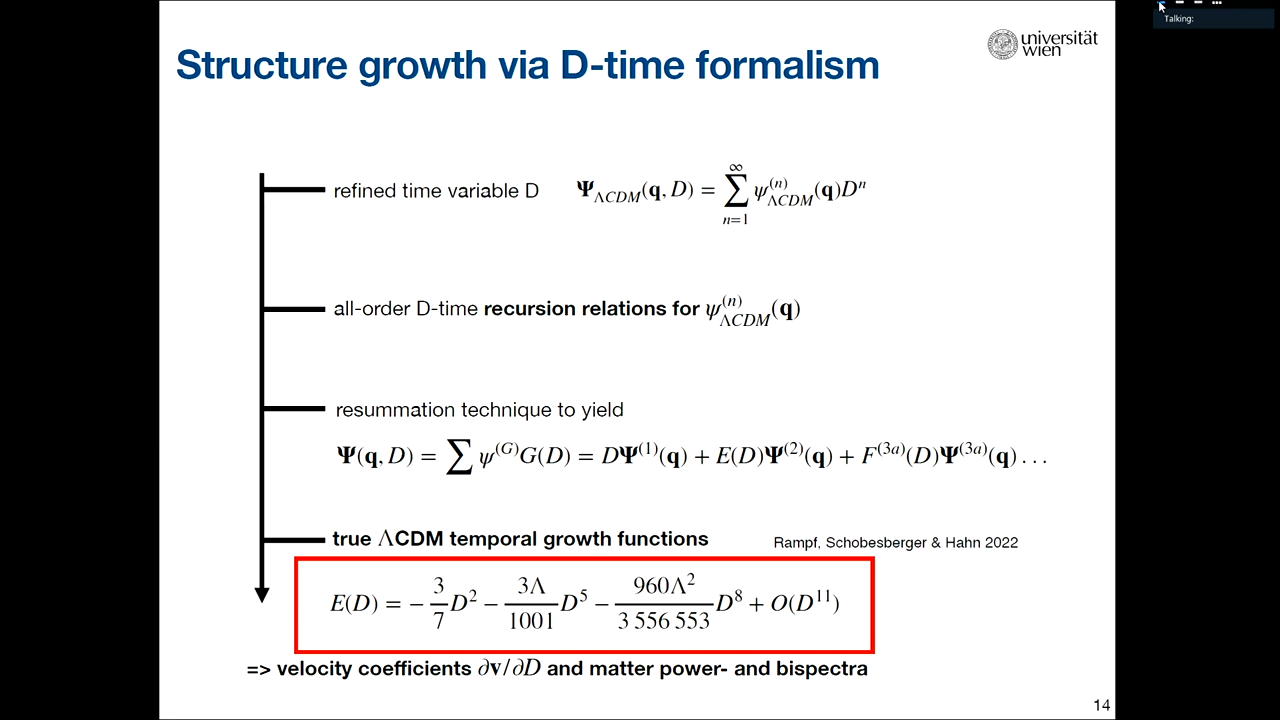 Talking:
universität
wien
Structure growth via D-time formalism
refined time variable D Ψ_ΛCDM(q, D) = ∑_{n=1}^{∞} ψ_ΛCDM^(n)(q)D^n
all-order D-time recursion relations for ψ_ΛCDM^(n)(q)
resummation technique to yield
Ψ(q, D) = ∑ ψ^(G)G(D) = DΨ^(1)(q) + E(D)Ψ^(2)(q) + F^(3a)(D)Ψ^(3a)(q) . . .
true ΛCDM temporal growth functions Rampf, Schobesberger & Hahn 2022
E(D) = − 3/7 D^2 − 3Λ/1001 D^5 − 960Λ^2/3 556 553 D^8 + O(D^11)
=> velocity coefficients ∂v/∂D and matter power- and bispectra
14